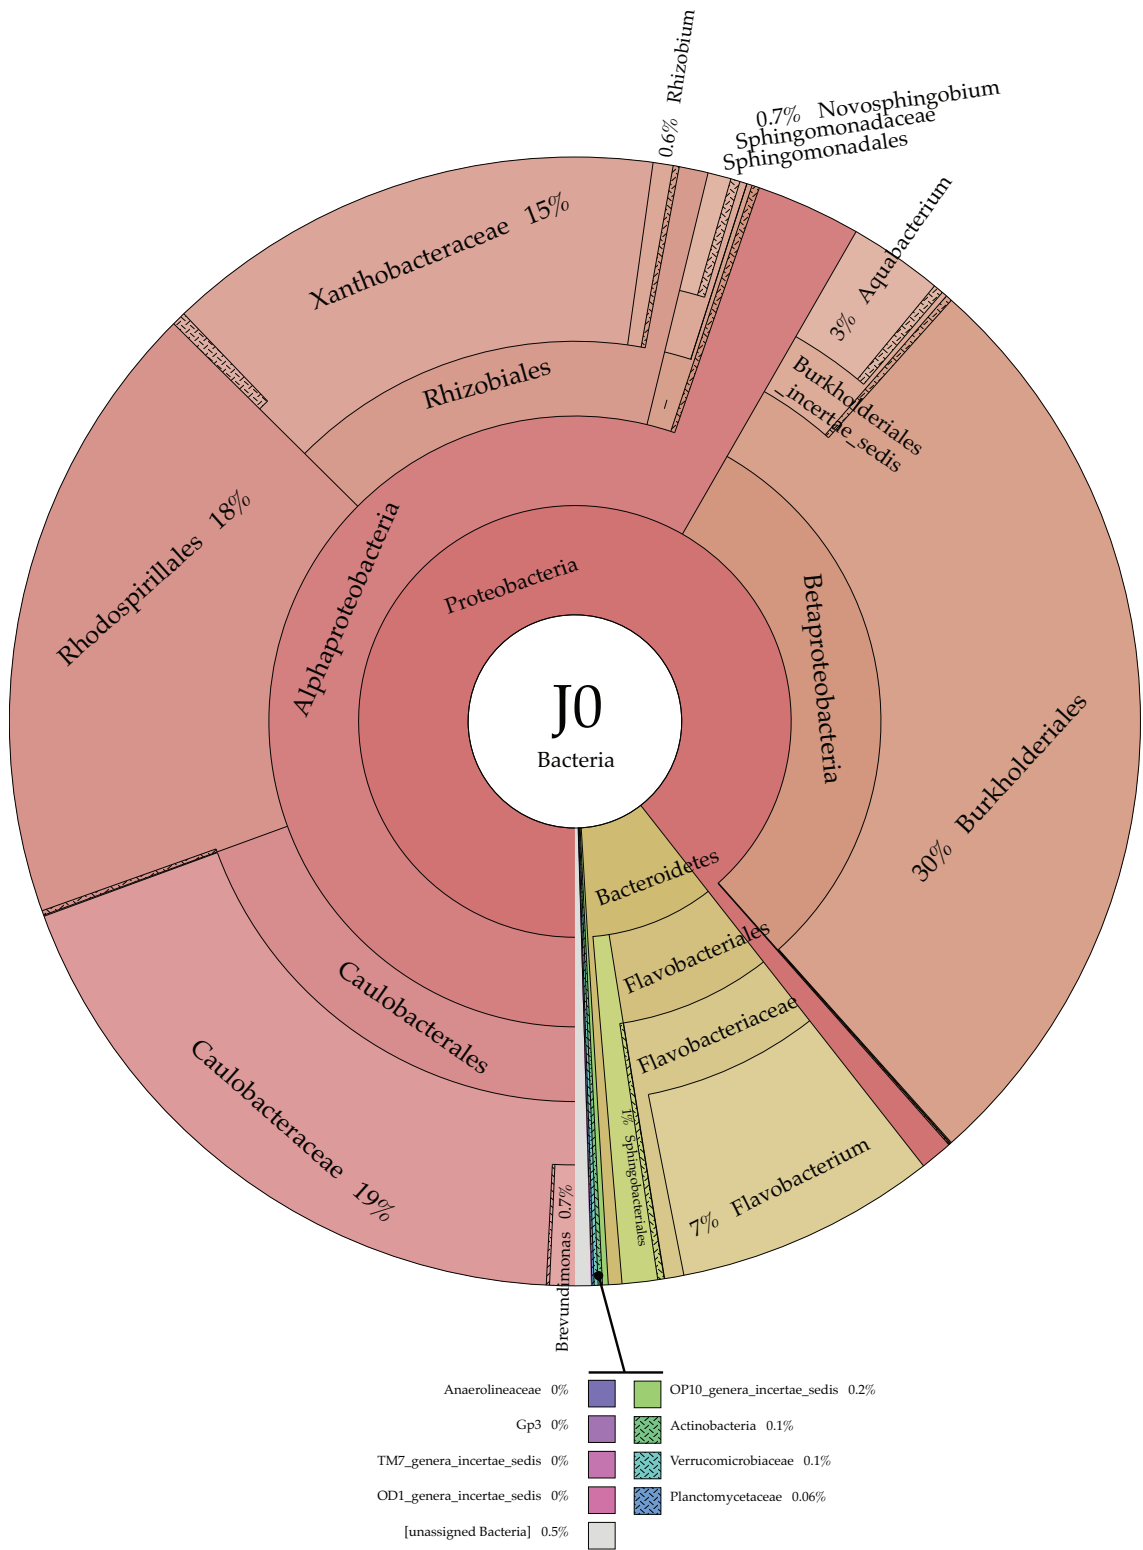 0.6% Rhizobium
0.7% Novosphingobium
Sphingomonadaceae
Sphingomonadales
3% Aquabacterium
Xanthobacteraceae 15%
Rhizobiales
–
Burkholderiales
_incertae_sedis
Rhodospirillales 18%
Alphaproteobacteria
Proteobacteria
Betaproteobacteria
J0
Bacteria
30% Burkholderiales
Bacteroidetes
Flavobacteriales
Flavobacteriaceae
Caulobacterales
Caulobacteraceae 19%
1% Sphingobacteriales
7% Flavobacterium
Brevundimonas 0.7%
Anaerolineaceae 0%
Gp3 0%
TM7_genera_incertae_sedis 0%
OD1_genera_incertae_sedis 0%
[unassigned Bacteria] 0.5%
OP10_genera_incertae_sedis 0.2%
Actinobacteria 0.1%
Verrucomicrobiaceae 0.1%
Planctomycetaceae 0.06%